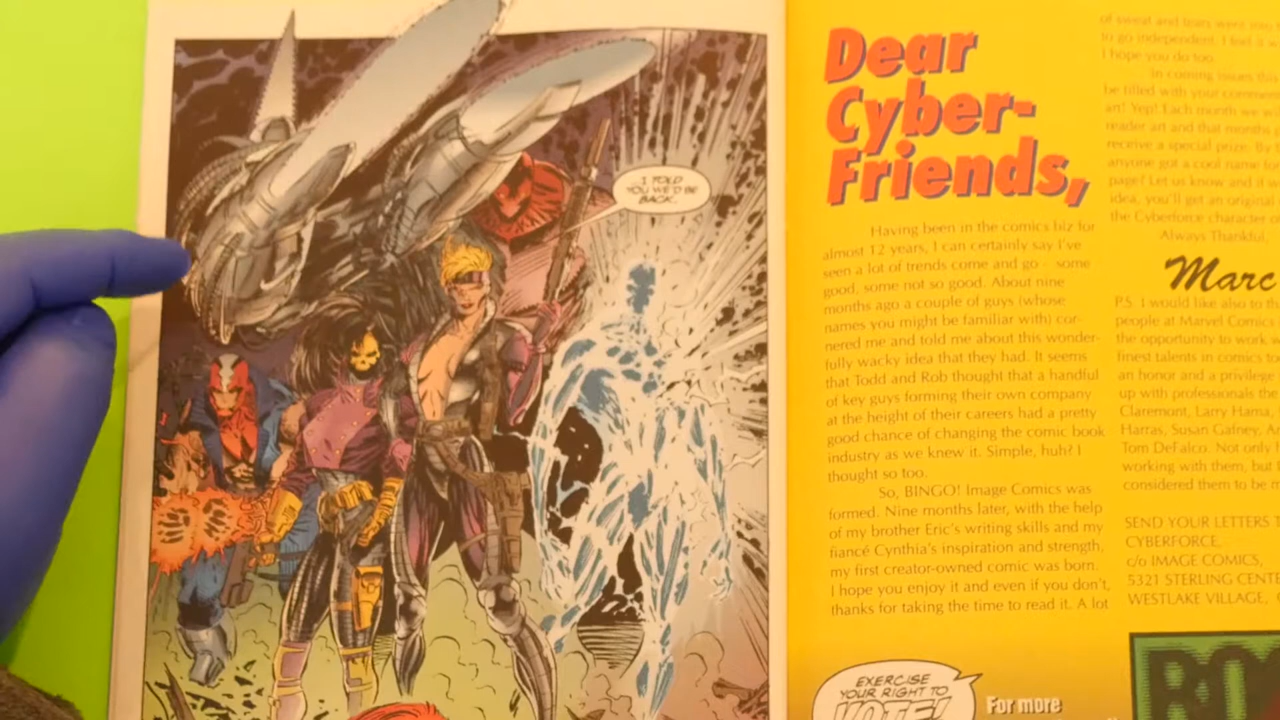 I TOLD
YOU WE'D BE
BACK.
Dear
Cyber-
Friends,
Having been in the comics biz for
almost 12 years, I can certainly say I've
seen a lot of trends come and go - some
good, some not so good. About nine
months ago a couple of guys (whose
names you might be familiar with) cor-
nered me and told me about this wonder-
fully wacky idea that they had. It seems
that Todd and Rob thought that a handful
of key guys forming their own company
at the height of their careers had a pretty
good chance of changing the comic book
industry as we knew it. Simple, huh? I
thought so too.
So, BINGO! Image Comics was
formed. Nine months later, with the help
of my brother Eric's writing skills and my
fiancé Cynthia's inspiration and strength,
my first creator-owned comic was born.
I hope you enjoy it and even if you don't,
thanks for taking the time to read it. A lot
of sweat and tears went into
to go independent. I feel it w
I hope you do too.
In coming issues this
be filled with your comments
art! Yep! Each month we wi
reader art and that months
receive a special prize. By t
anyone got a cool name for
page? Let us know and if w
idea, you'll get an original
the Cyberforce character o
Always Thankful,
Marc
P.S. I would like also to th
people at Marvel Comics
the opportunity to work w
finest talents in comics to
an honor and a privilege
up with professionals the
Claremont, Larry Hama,
Harras, Susan Gafney, An
Tom DeFalco. Not only
working with them, but
considered them to be m
SEND YOUR LETTERS T
CYBERFORCE,
c/o IMAGE COMICS,
5321 STERLING CENTE
WESTLAKE VILLAGE,
EXERCISE
YOUR RIGHT TO
VOTE!
For more